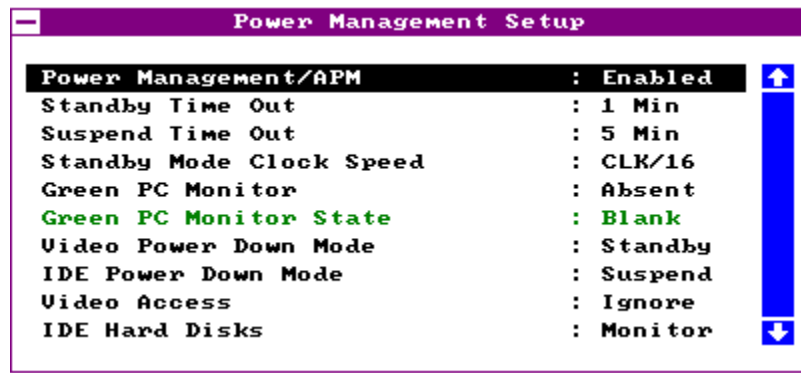 Power Management Setup
Power Management/APM : Enabled
Standby Time Out : 1 Min
Suspend Time Out : 5 Min
Standby Mode Clock Speed : CLK/16
Green PC Monitor : Absent
Green PC Monitor State : Blank
Video Power Down Mode : Standby
IDE Power Down Mode : Suspend
Video Access : Ignore
IDE Hard Disks : Monitor